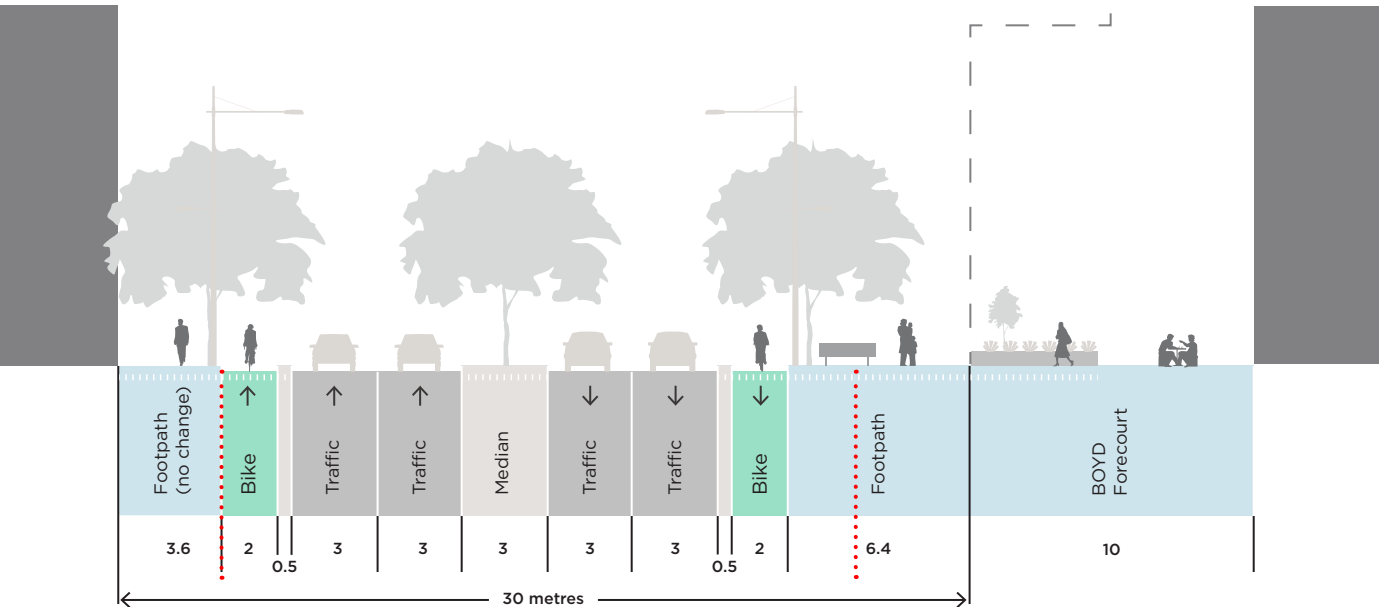 Footpath
(no change)
Bike
Traffic
Traffic
Median
Traffic
Traffic
Bike
Footpath
BOYD
Forecourt
3.6
2
0.5
3
3
3
3
3
0.5
2
6.4
10
30 metres